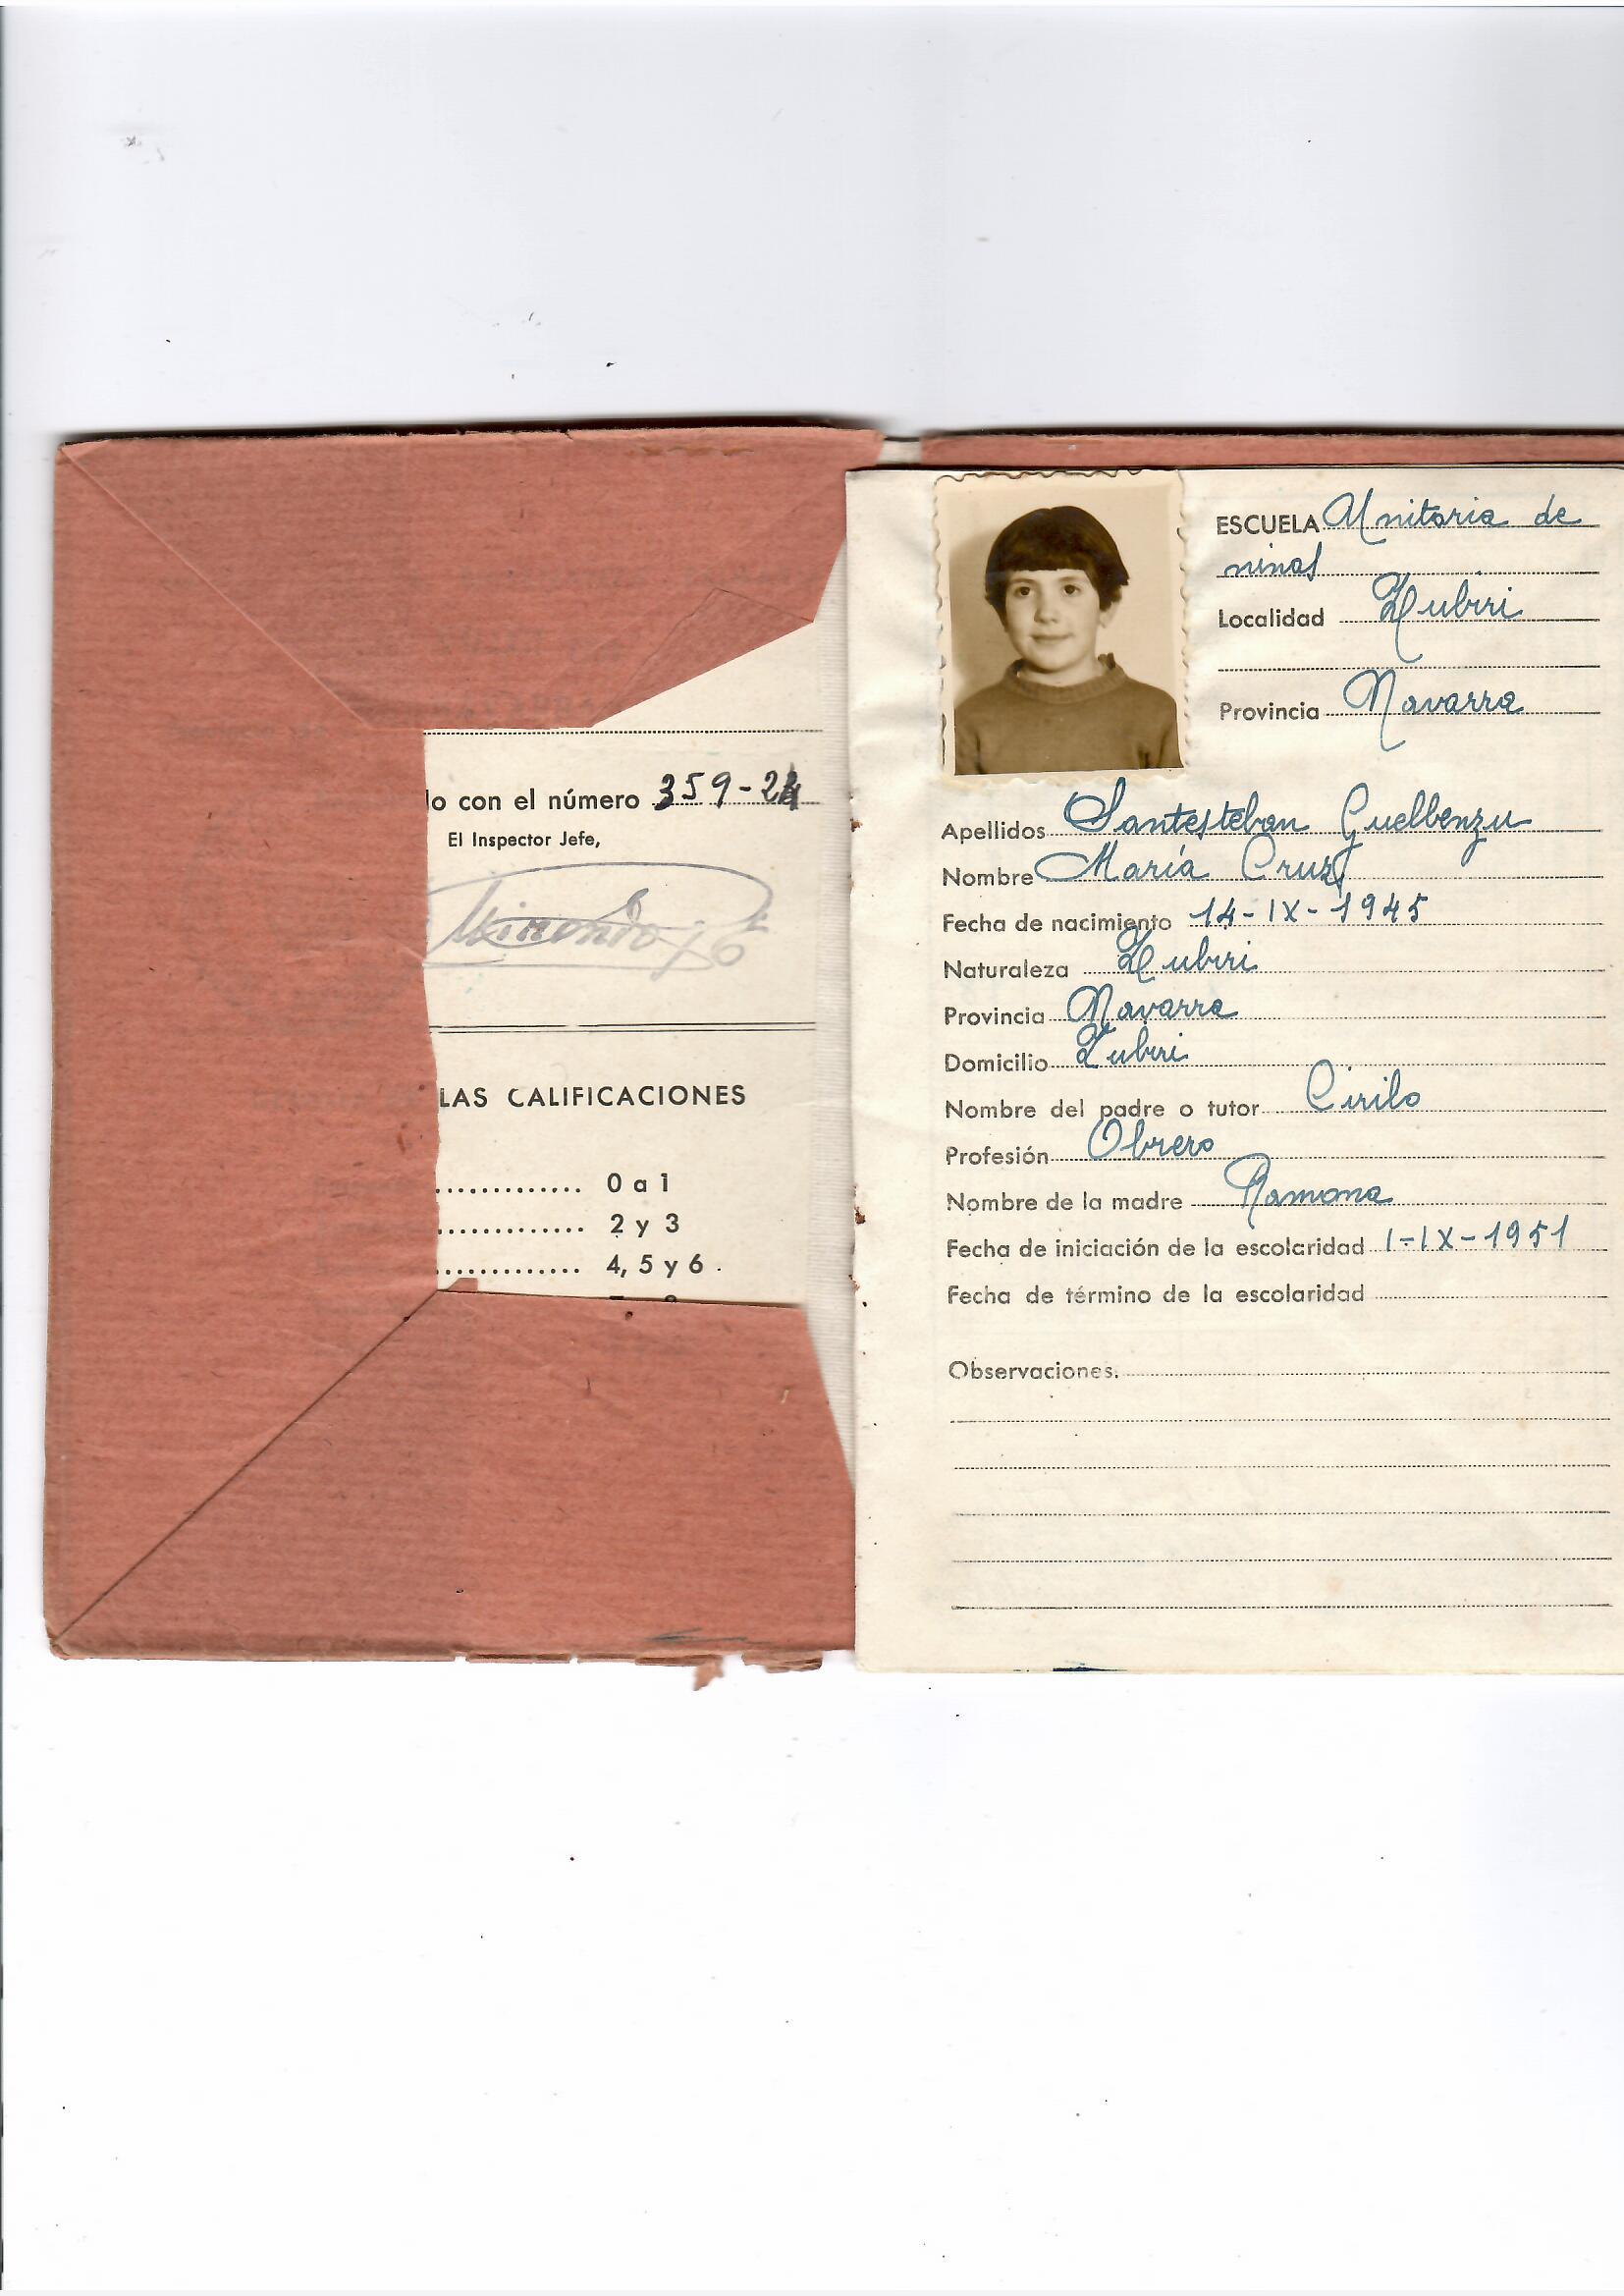 lo con el número 359-24
El Inspector Jefe,
LAS CALIFICACIONES
............. 0 a 1
............. 2 y 3
............. 4, 5 y 6
ESCUELA Unitaria de
niñas
Localidad Zubiri
Provincia Navarra
Apellidos Santesteban Guelbenzu
Nombre María Cruz
Fecha de nacimiento 14-IX-1945
Naturaleza Zubiri
Provincia Navarra
Domicilio Zubiri
Nombre del padre o tutor Cirilo
Profesión Obrero
Nombre de la madre Ramona
Fecha de iniciación de la escolaridad 1-IX-1951
Fecha de término de la escolaridad
Observaciones.